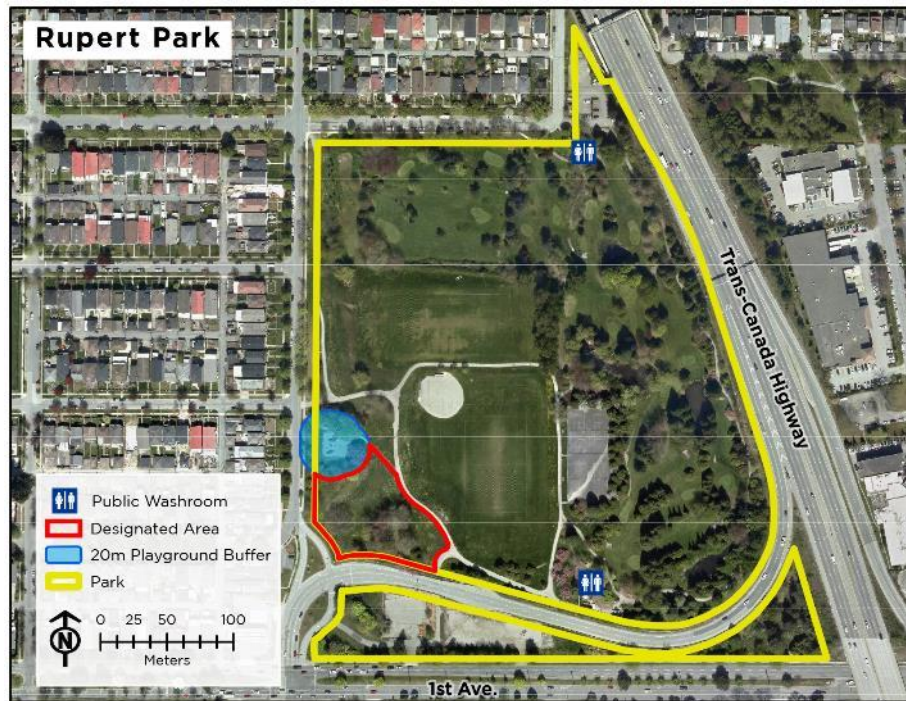 Rupert Park
Trans-Canada Highway
Public Washroom
Designated Area
20m Playground Buffer
Park
N
0 25 50 100
Meters
1st Ave.